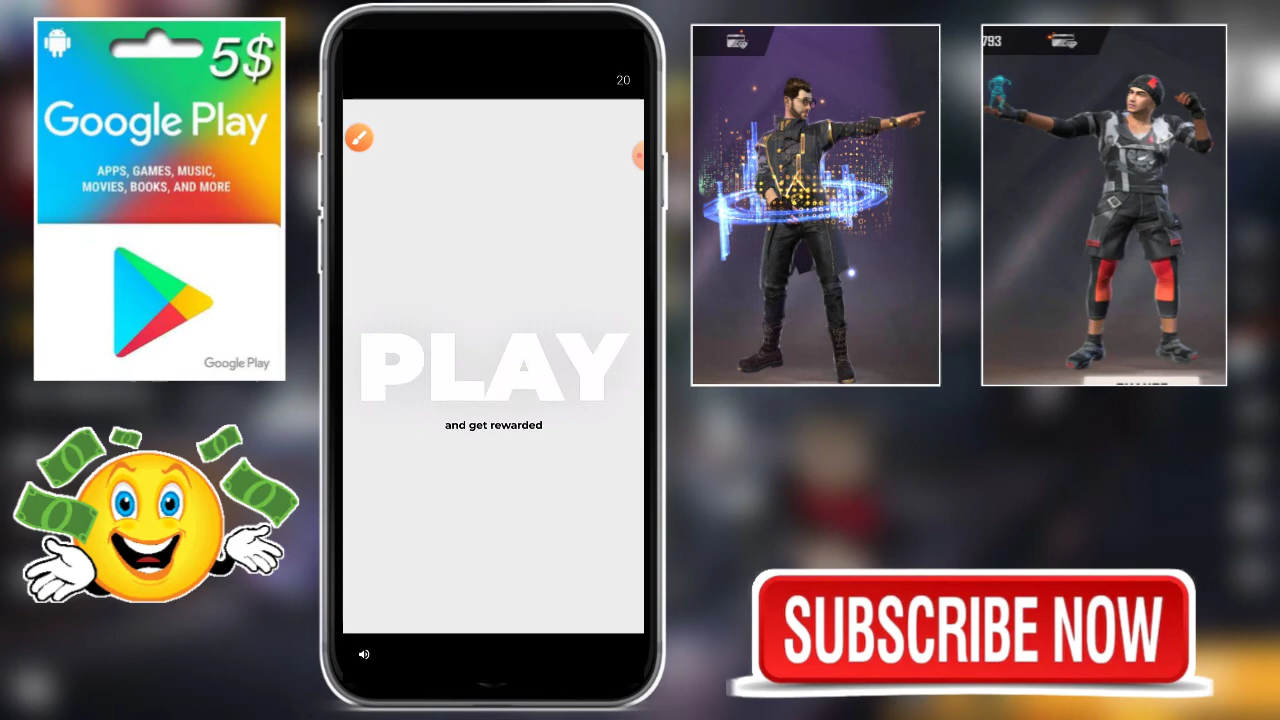 5$
Google Play
APPS, GAMES, MUSIC,
MOVIES, BOOKS, AND MORE
Google Play
20
PLAY
and get rewarded
793
SUBSCRIBE NOW